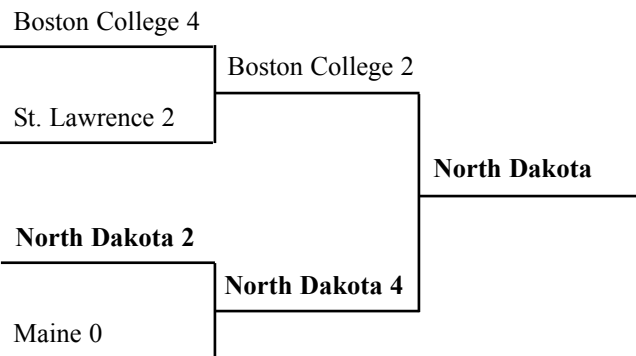 Boston College 4
Boston College 2
St. Lawrence 2
North Dakota
North Dakota 2
North Dakota 4
Maine 0